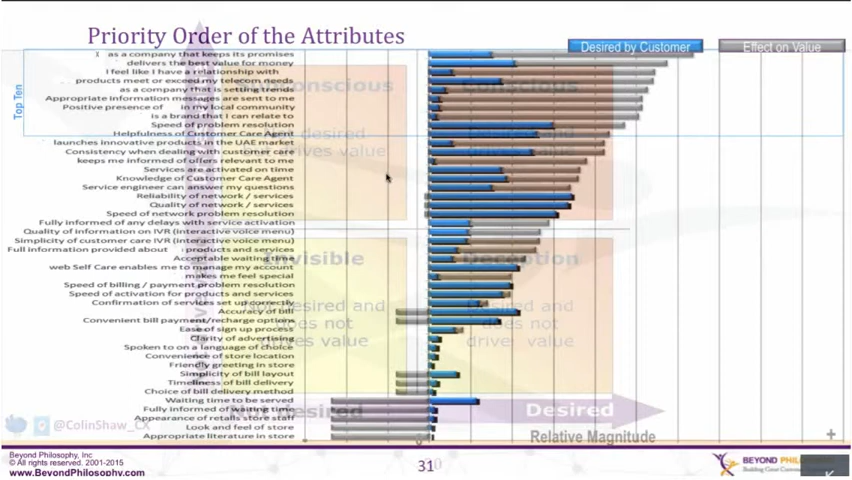 Priority Order of the Attributes
Desired by Customer
Effect on Value
Top Ten
as a company that keeps its promises
delivers the best value for money
I feel like I have a relationship with
products meet or exceed my telecom needs
as a company that is setting trends
Appropriate information messages are sent to me
Positive presence of in my local community
is a brand that I can relate to
Speed of problem resolution
Helpfulness of Customer Care Agent
launches innovative products in the UAE market
Consistency when dealing with customer care
keeps me informed of offers relevant to me
Services are activated on time
Knowledge of Customer Care Agent
Service engineer can answer my questions
Reliability of network / services
Quality of network / services
Speed of network problem resolution
Fully informed of any delays with service activation
Quality of information on IVR (interactive voice menu)
Simplicity of customer care IVR (interactive voice menu)
Full information provided about products and services
Acceptable waiting time
web Self Care enables me to manage my account
makes me feel special
Speed of billing / payment problem resolution
Speed of activation for products and services
Confirmation of services set up correctly
Accuracy of bill
Convenient bill payment/recharge options
Ease of sign up process
Clarity of advertising
Spoken to on a language of choice
Convenience of store location
Friendly greeting in store
Simplicity of bill layout
Timeliness of bill delivery
Choice of bill delivery method
Waiting time to be served
Fully informed of waiting time
Appearance of retails store staff
Look and feel of store
Appropriate literature in store
Conscious
Desired and
Invisible
Deception
does not
value
Desired
Relative Magnitude
+
@ColinShaw_CX
Beyond Philosophy, Inc
© All rights reserved. 2001-2015
www.BeyondPhilosophy.com
31